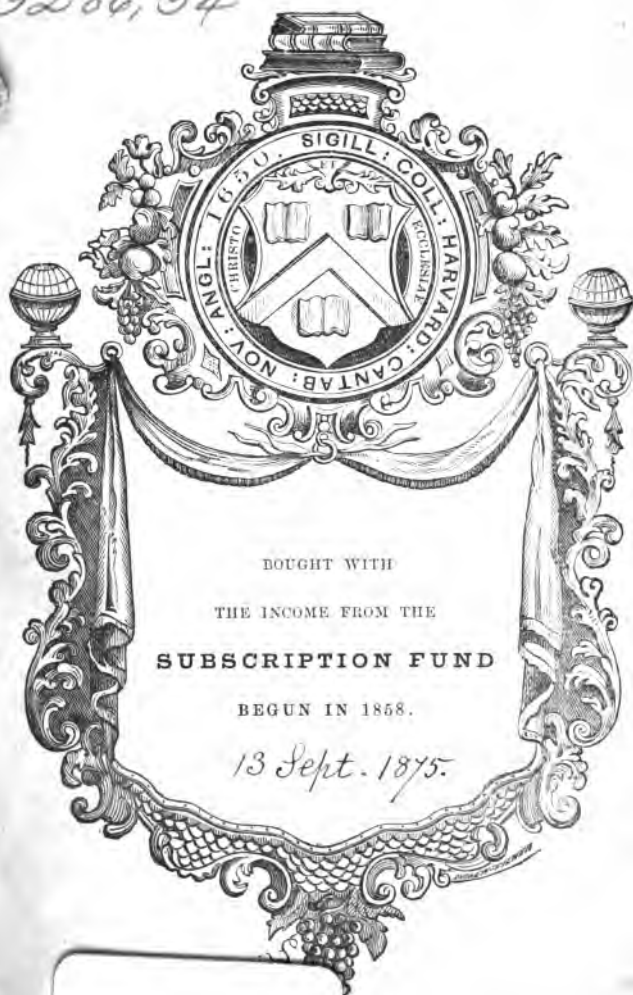 SIGILL: COLL: HARVARD: CANTAB: NOV: ANGL: 1650.
CHRISTO
ET
ECCLESIAE
BOUGHT WITH
THE INCOME FROM THE
SUBSCRIPTION FUND
BEGUN IN 1858.
13 Sept. 1875.